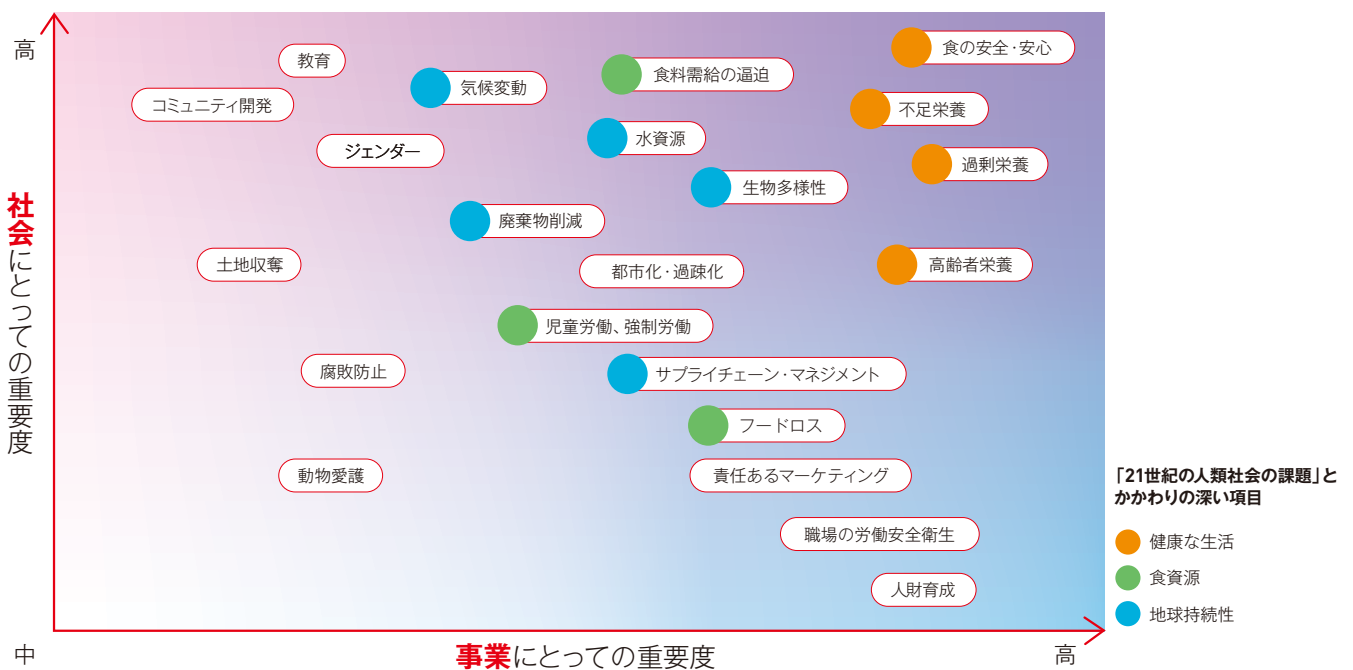 高
食の安全・安心
教育
食料需給の逼迫
気候変動
コミュニティ開発
不足栄養
水資源
ジェンダー
過剰栄養
生物多様性
廃棄物削減
社会にとっての重要度
土地収奪
都市化・過疎化
高齢者栄養
児童労働、強制労働
腐敗防止
サプライチェーン・マネジメント
フードロス
動物愛護
責任あるマーケティング
職場の労働安全衛生
人財育成
「21世紀の人類社会の課題」と
かかわりの深い項目
健康な生活
食資源
地球持続性
中
事業にとっての重要度
高